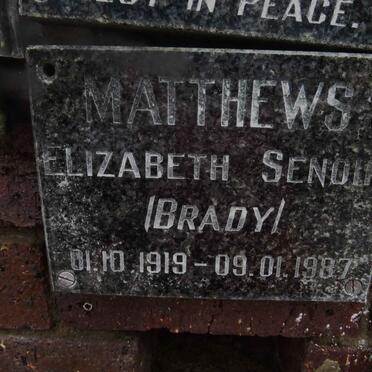 IN PEACE.
MATTHEWS
ELIZABETH
(BRADY)
01.10.1919 - 09.01.1987